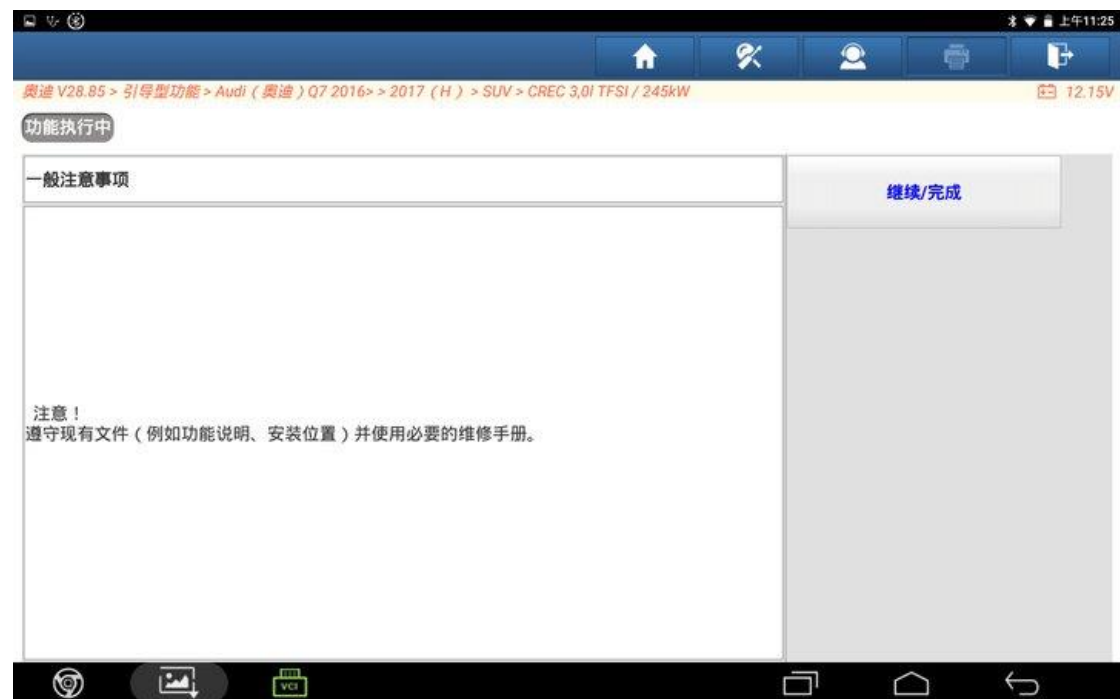 上午11:25
奥迪 V28.85 > 引导型功能 > Audi ( 奥迪 ) Q7 2016> > 2017 ( H ) > SUV > CREC 3,0l TFSI / 245kW
12.15V
功能执行中
一般注意事项
继续/完成
注意！
遵守现有文件 ( 例如功能说明、安装位置 ) 并使用必要的维修手册。
VCI